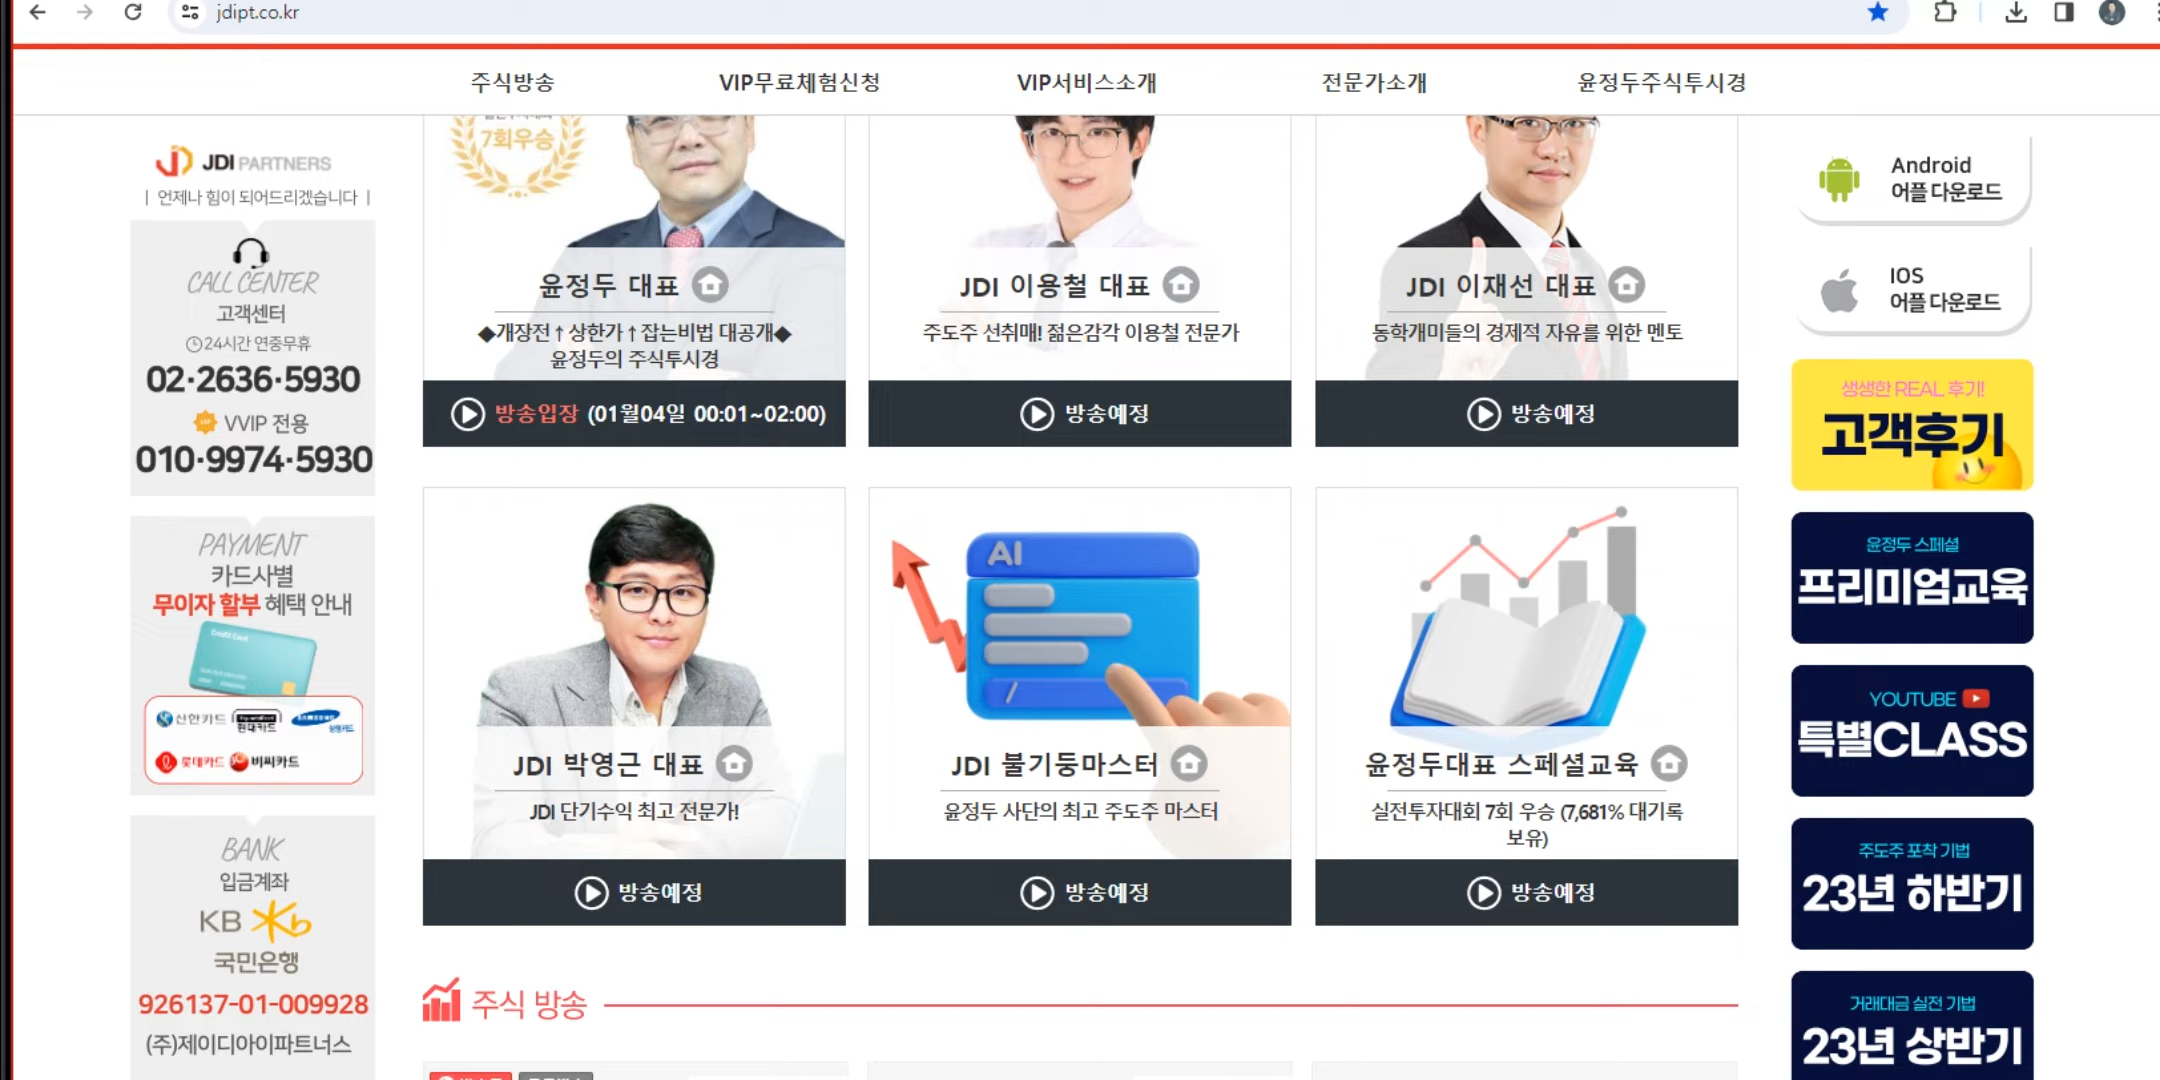 jdipt.co.kr
주식방송
VIP무료체험신청
VIP서비스소개
전문가소개
윤정두주식투시경
JDI PARTNERS
| 언제나 힘이 되어드리겠습니다 |
CALL CENTER
고객센터
24시간 연중무휴
02·2636·5930
VVIP 전용
010·9974·5930
PAYMENT
카드사별
무이자 할부 혜택 안내
Credit Card
신한카드
현대카드
삼성카드
롯데카드
비씨카드
BANK
입금계좌
KB
국민은행
926137-01-009928
(주)제이디아이파트너스
7회우승
윤정두 대표
◆개장전↑상한가↑잡는비법 대공개◆
윤정두의 주식투시경
방송입장 (01월04일 00:01~02:00)
JDI 이용철 대표
주도주 선취매! 젊은감각 이용철 전문가
방송예정
JDI 이재선 대표
동학개미들의 경제적 자유를 위한 멘토
방송예정
JDI 박영근 대표
JDI 단기수익 최고 전문가!
방송예정
AI
JDI 불기둥마스터
윤정두 사단의 최고 주도주 마스터
방송예정
윤정두대표 스페셜교육
실전투자대회 7회 우승 (7,681% 대기록
보유)
방송예정
주식 방송
Android
어플 다운로드
IOS
어플 다운로드
생생한 REAL 후기!
고객후기
윤정두 스페셜
프리미엄교육
YOUTUBE
특별CLASS
주도주 포착 기법
23년 하반기
거래대금 실전 기법
23년 상반기